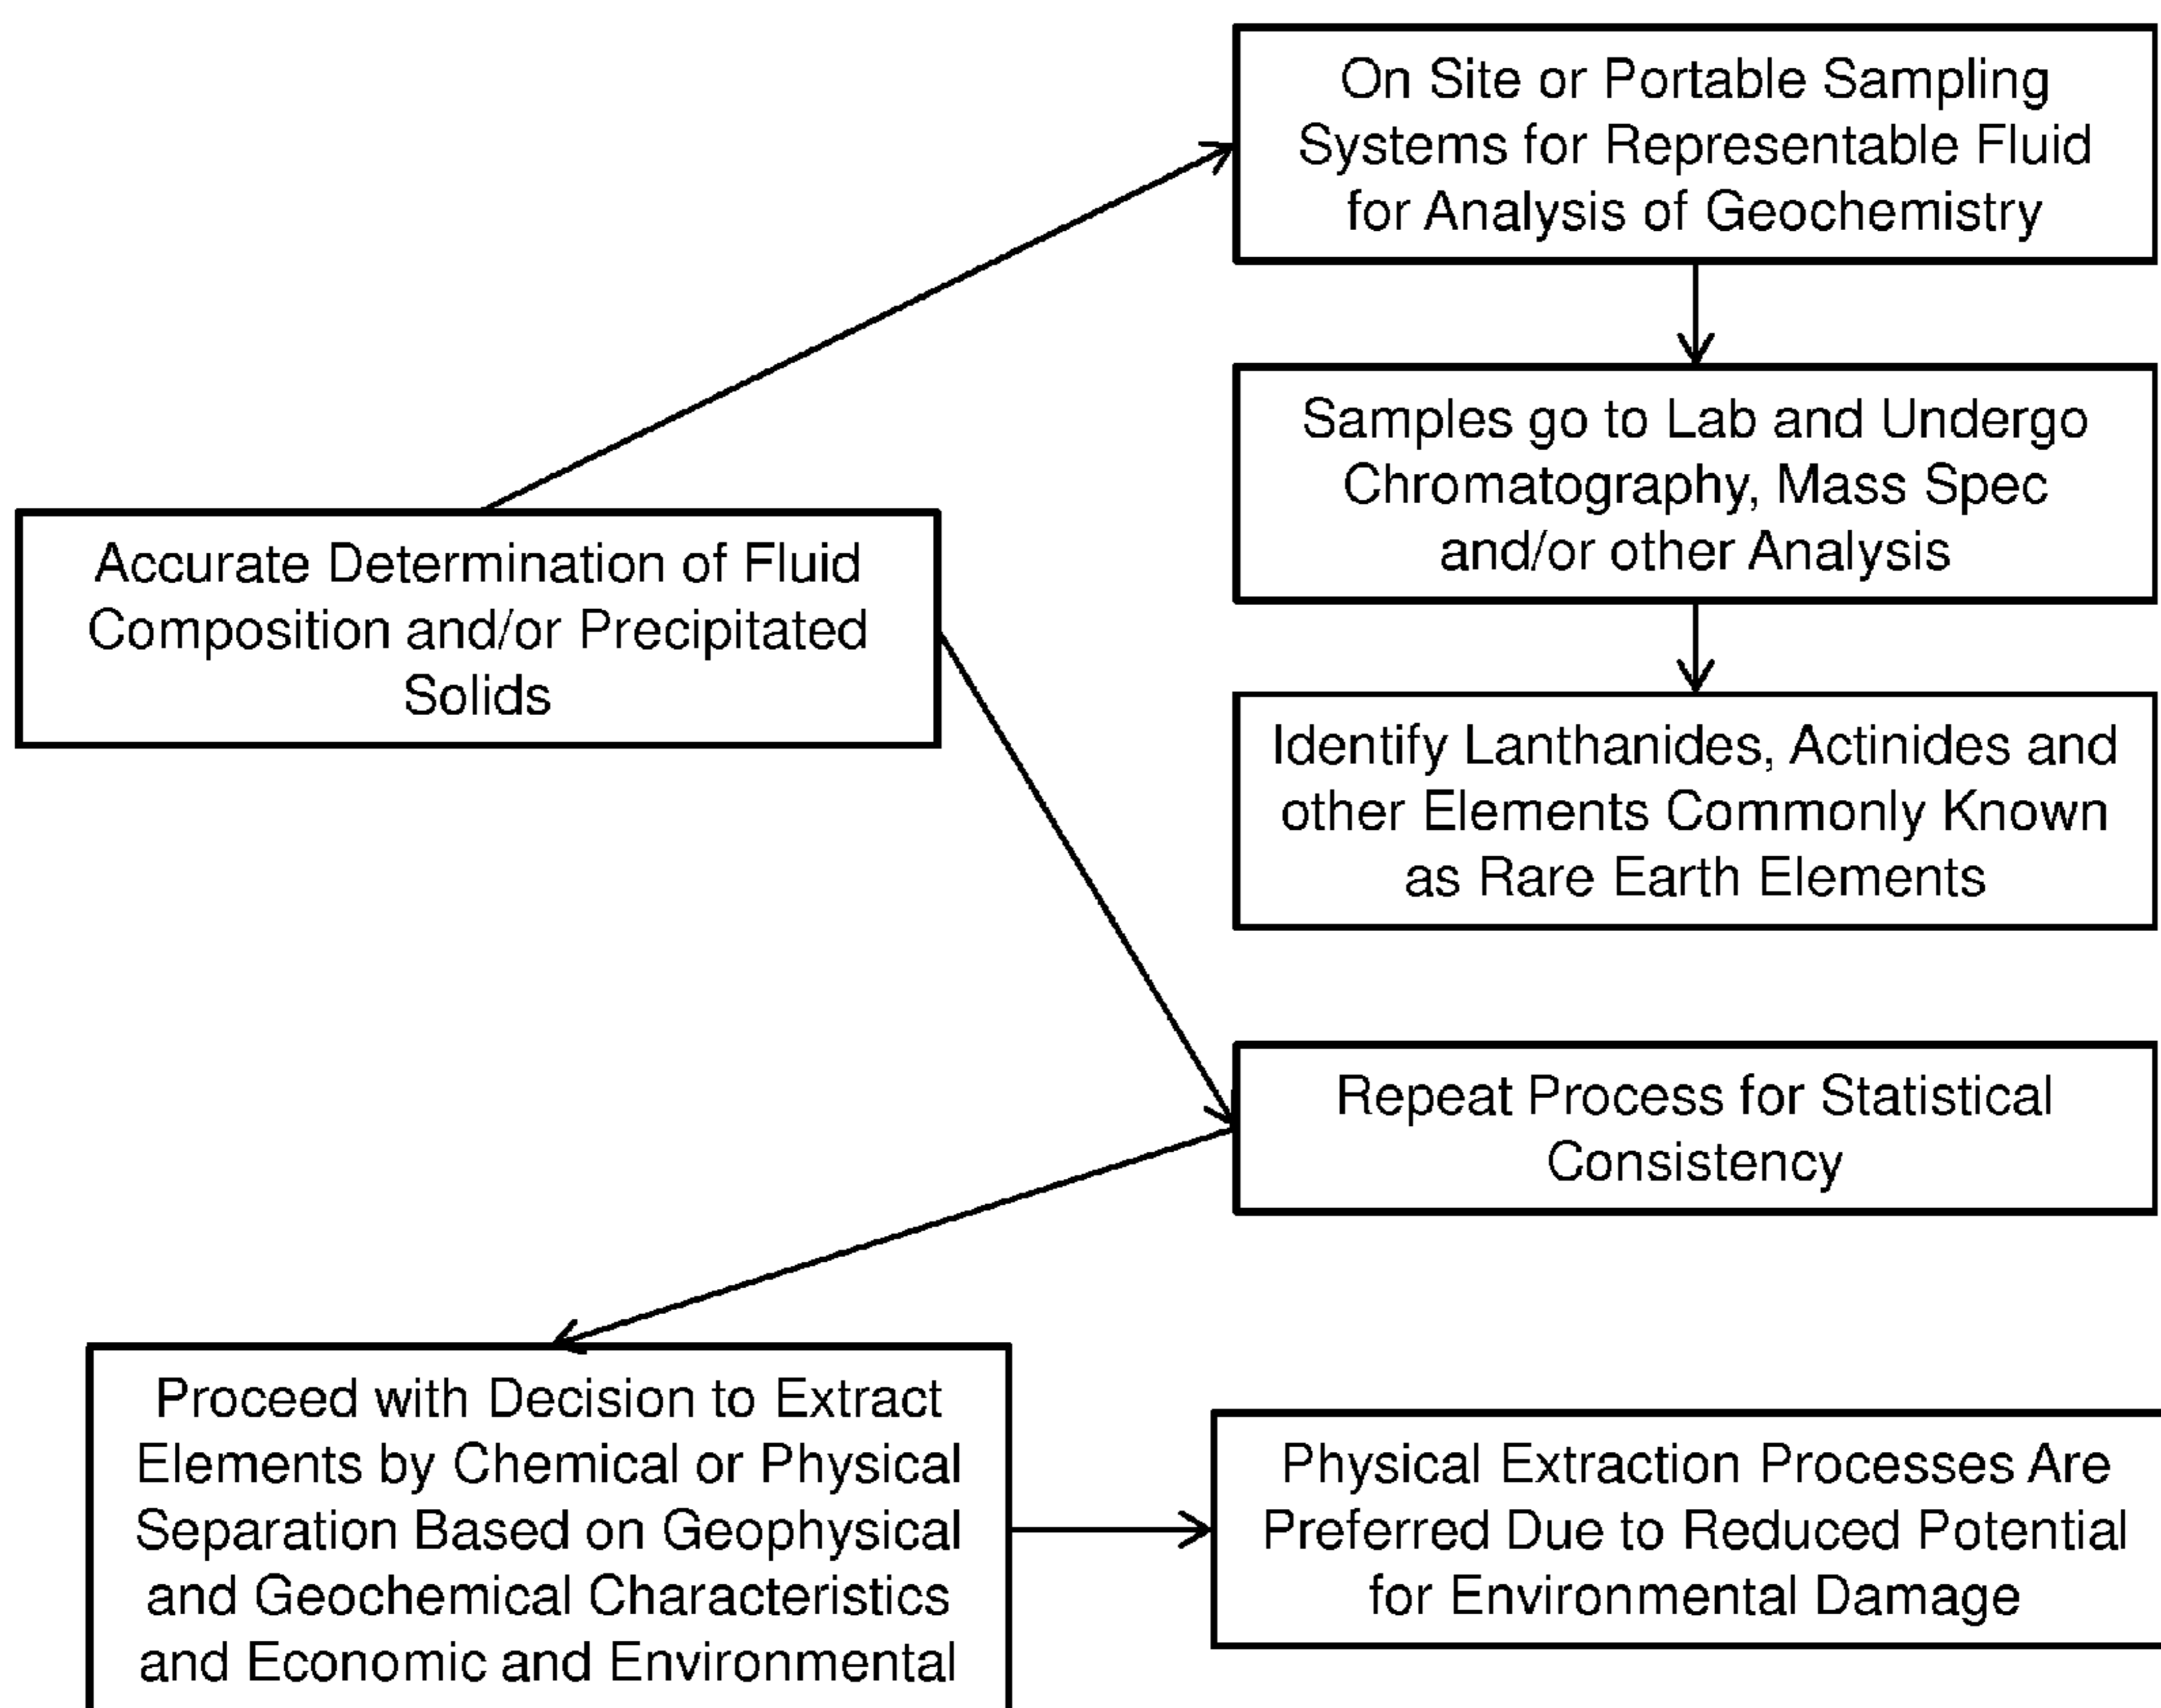 On Site or Portable Sampling
Systems for Representable Fluid
for Analysis of Geochemistry
Samples go to Lab and Undergo
Chromatography, Mass Spec
and/or other Analysis
Accurate Determination of Fluid
Composition and/or Precipitated
Solids
Identify Lanthanides, Actinides and
other Elements Commonly Known
as Rare Earth Elements
Repeat Process for Statistical
Consistency
Proceed with Decision to Extract
Elements by Chemical or Physical
Separation Based on Geophysical
and Geochemical Characteristics
and Economic and Environmental
Physical Extraction Processes Are
Preferred Due to Reduced Potential
for Environmental Damage